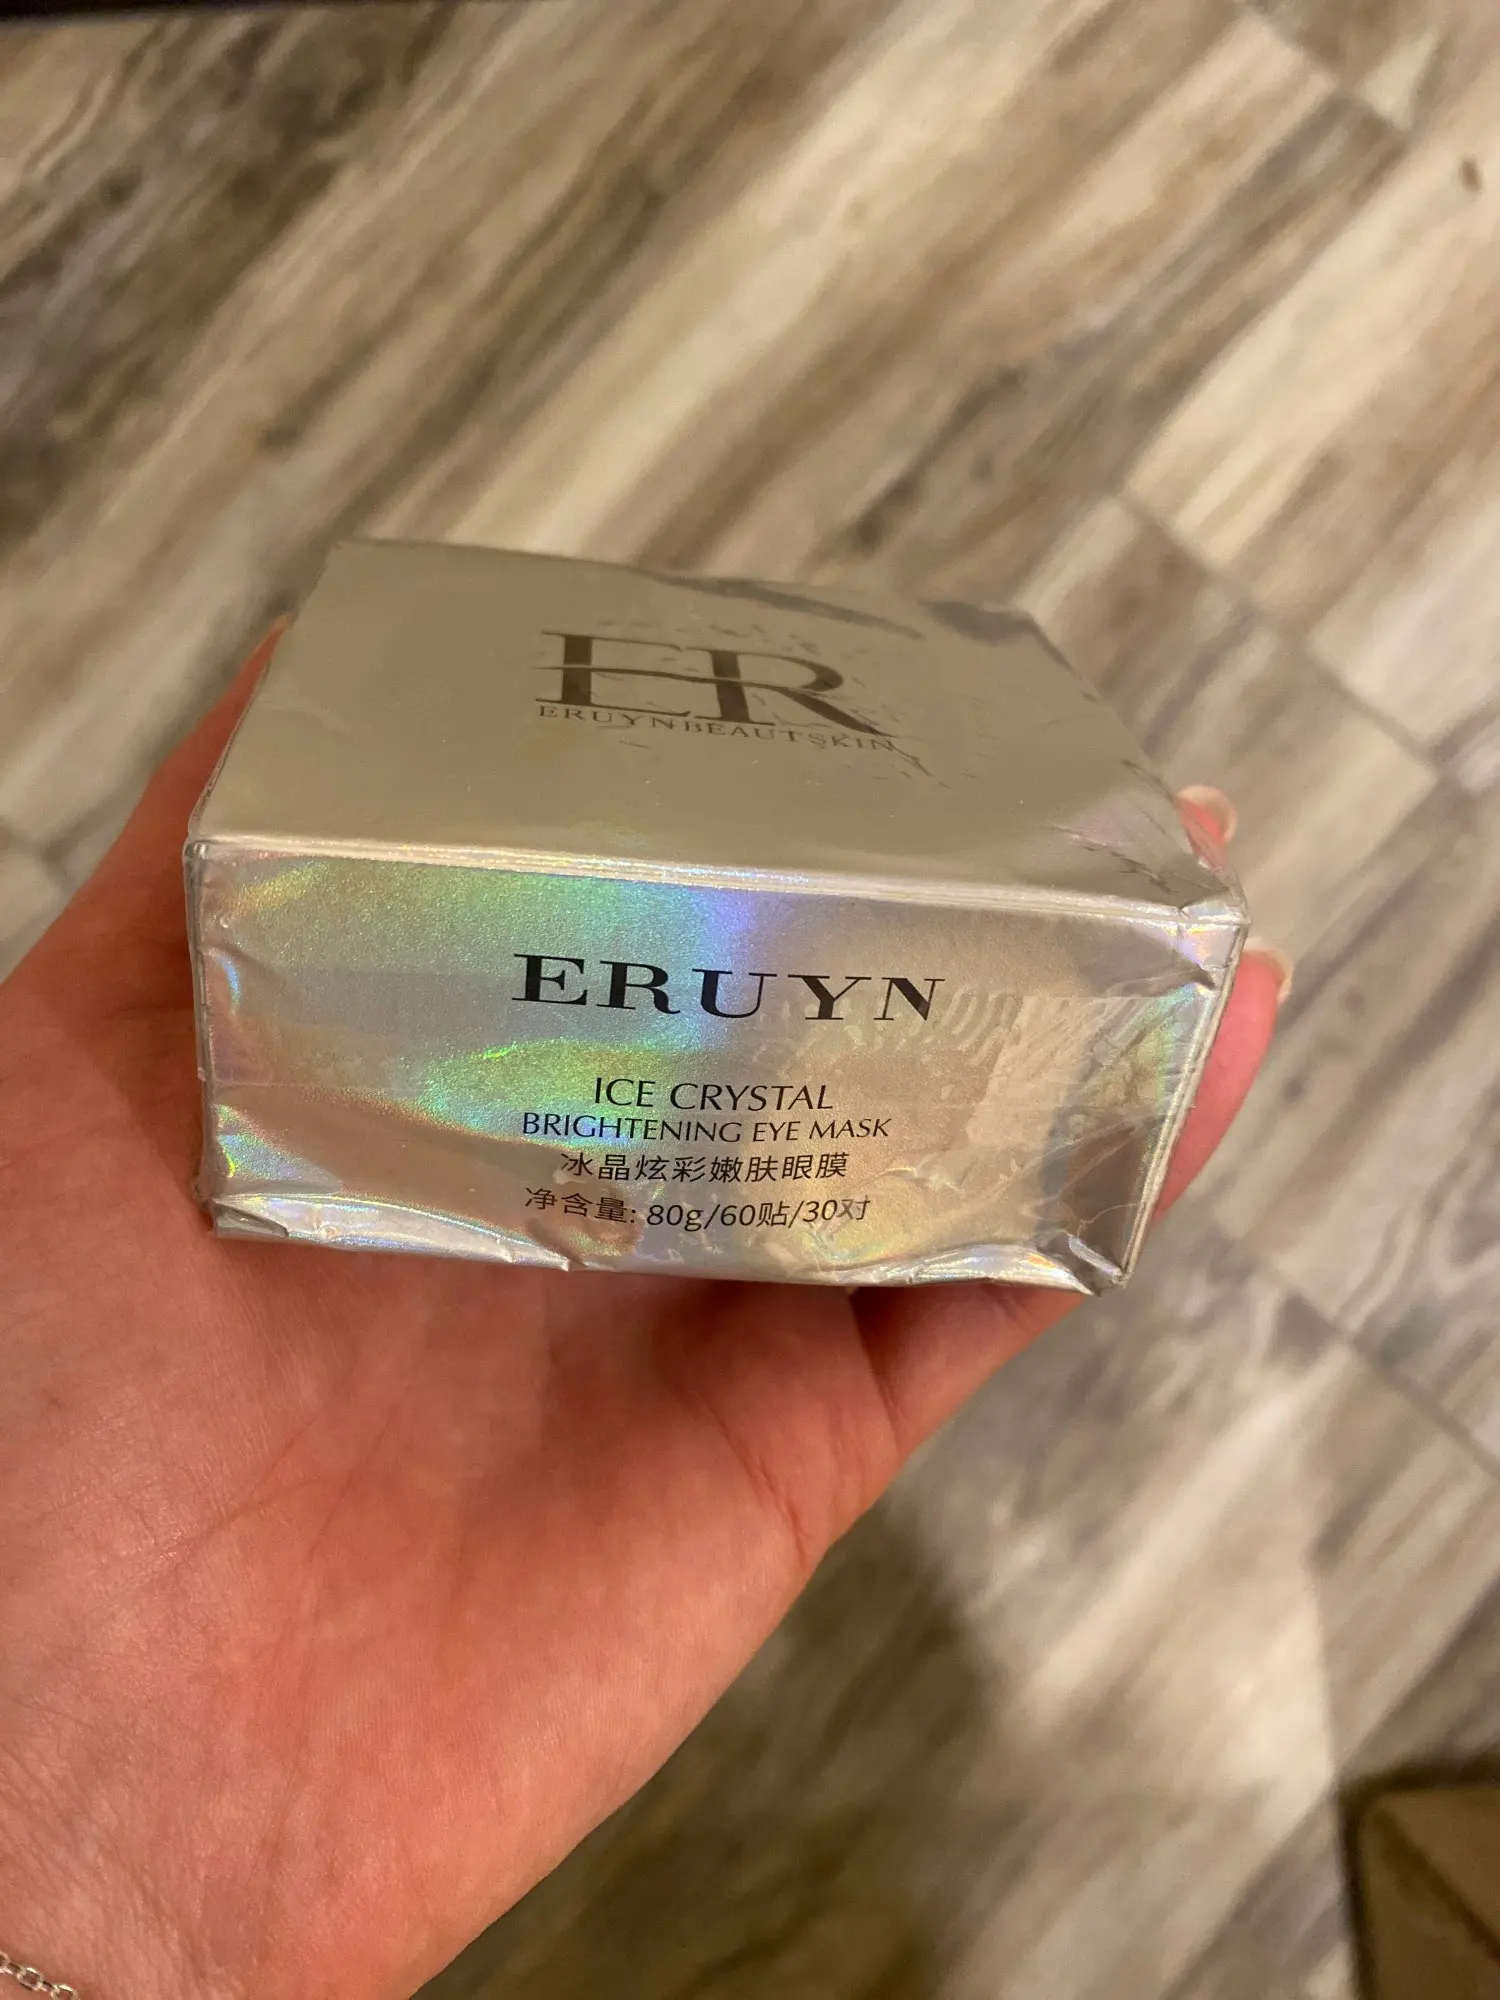 ER
ERUYNBEAUTSKIN
ERUYN
ICE CRYSTAL
BRIGHTENING EYE MASK
冰晶炫彩嫩肤眼膜
净含量: 80g/60贴/30对